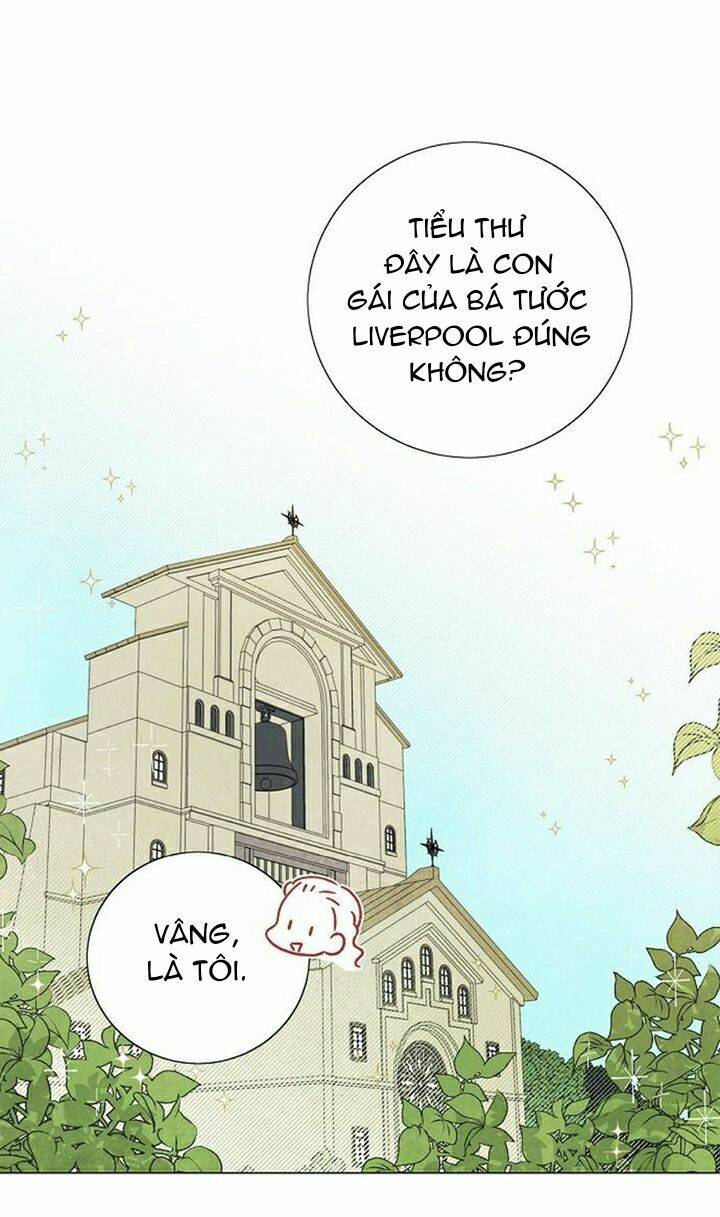 TIỂU THƯ
ĐÂY LÀ CON
GÁI CỦA BÁ TƯỚC
LIVERPOOL ĐÚNG
KHÔNG?
VÂNG,
LÀ TÔI.